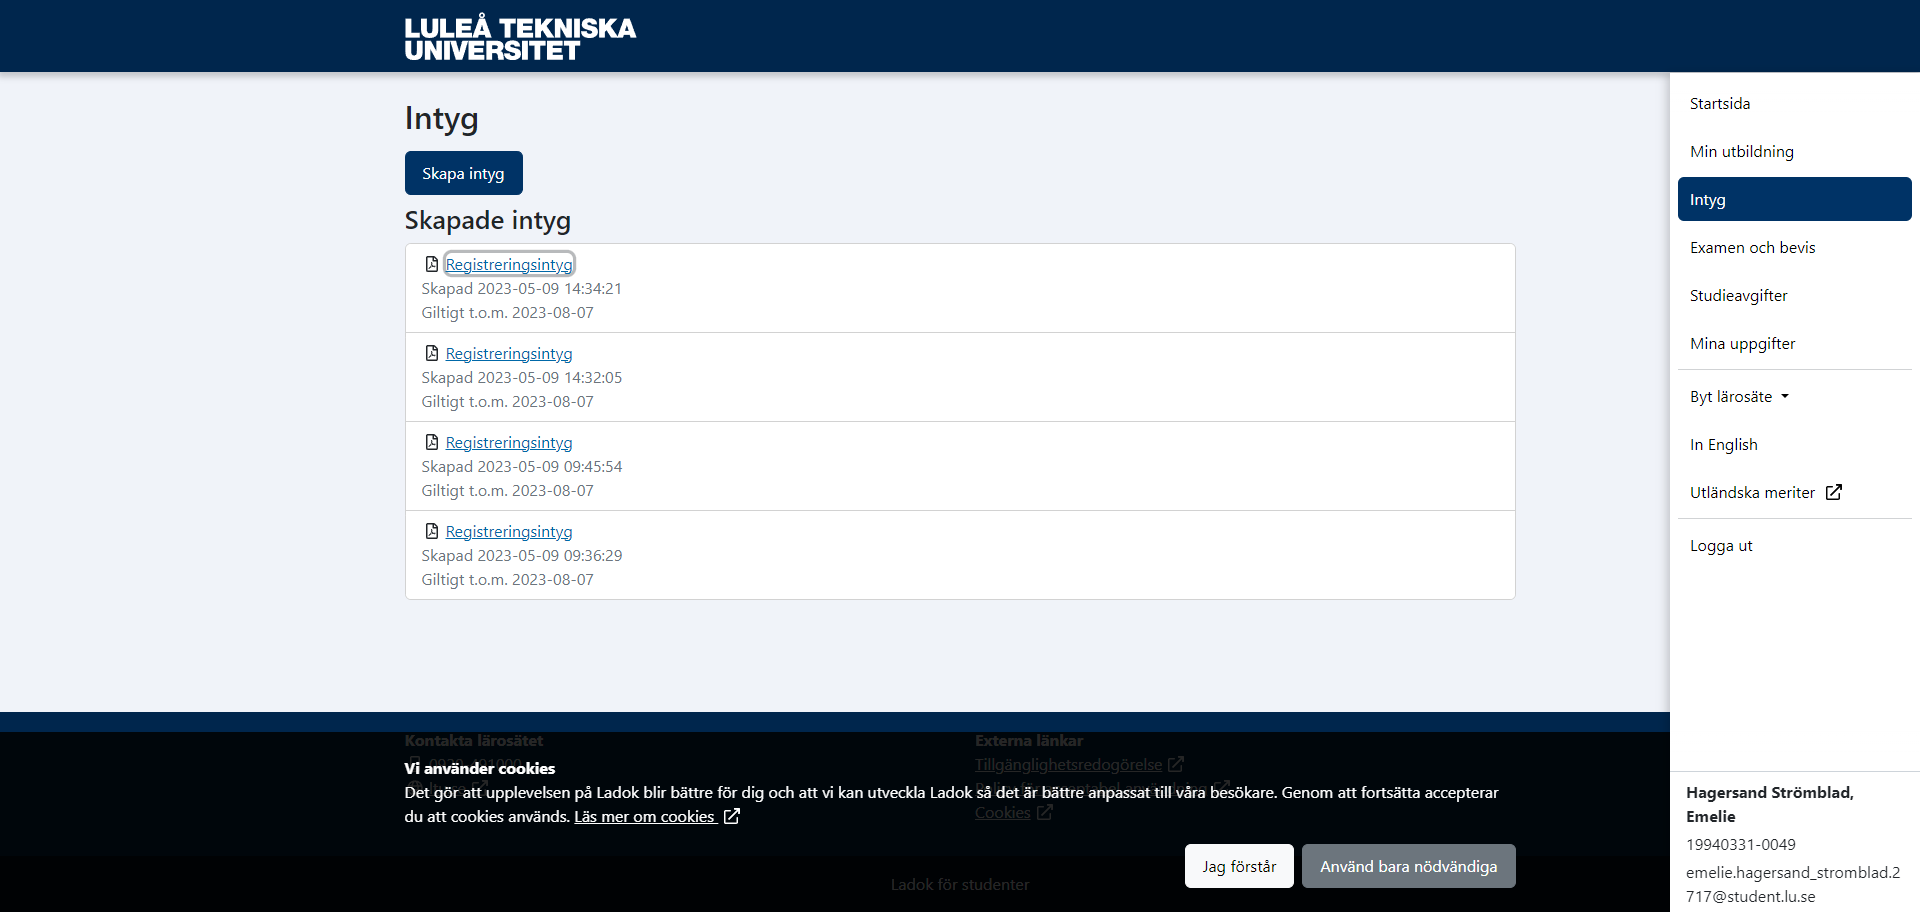 LULEÅ TEKNISKA
UNIVERSITET
Intyg
Skapa intyg
Skapade intyg
Registreringsintyg
Skapad 2023-05-09 14:34:21
Giltigt t.o.m. 2023-08-07
Registreringsintyg
Skapad 2023-05-09 14:32:05
Giltigt t.o.m. 2023-08-07
Registreringsintyg
Skapad 2023-05-09 09:45:54
Giltigt t.o.m. 2023-08-07
Registreringsintyg
Skapad 2023-05-09 09:36:29
Giltigt t.o.m. 2023-08-07
Startsida
Min utbildning
Intyg
Examen och bevis
Studieavgifter
Mina uppgifter
Byt lärosäte
In English
Utländska meriter
Logga ut
Hagersand Strömblad,
Emelie
19940331-0049
emelie.hagersand_stromblad.2
717@student.lu.se
Kontakta lärosätet
Externa länkar
Tillgänglighetsredogörelse
Cookies
Vi använder cookies
Det gör att upplevelsen på Ladok blir bättre för dig och att vi kan utveckla Ladok så det är bättre anpassat till våra besökare. Genom att fortsätta accepterar
du att cookies används. Läs mer om cookies
Jag förstår
Använd bara nödvändiga
Ladok för studenter